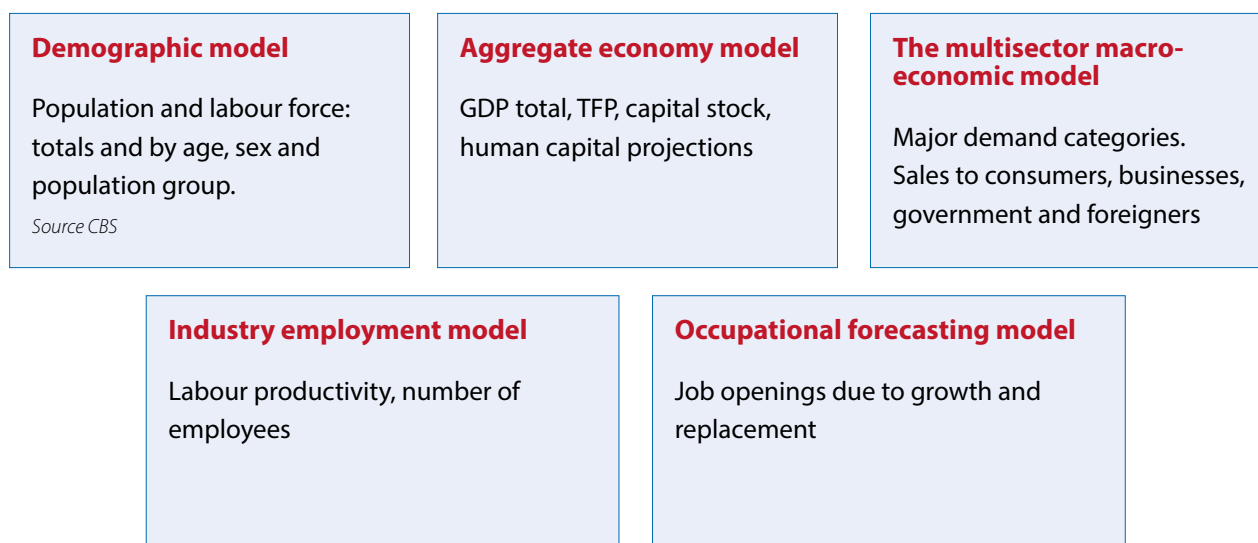 Demographic model
Population and labour force:
totals and by age, sex and
population group.
Source CBS
Aggregate economy model
GDP total, TFP, capital stock,
human capital projections
The multisector macro-
economic model
Major demand categories.
Sales to consumers, businesses,
government and foreigners
Industry employment model
Labour productivity, number of
employees
Occupational forecasting model
Job openings due to growth and
replacement